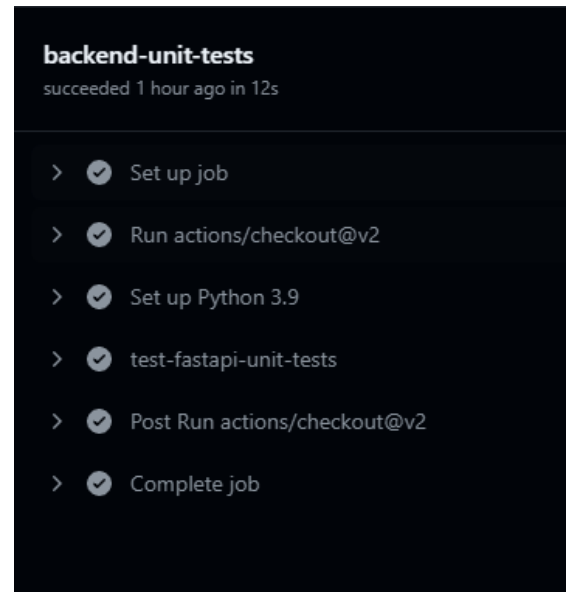 backend-unit-tests
succeeded 1 hour ago in 12s
Set up job
Run actions/checkout@v2
Set up Python 3.9
test-fastapi-unit-tests
Post Run actions/checkout@v2
Complete job